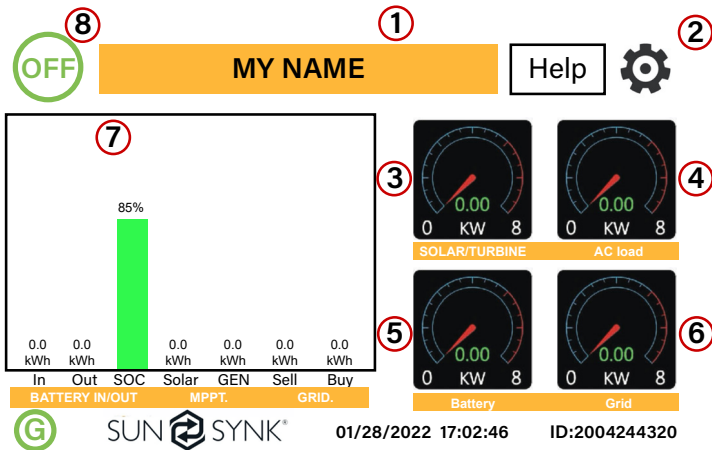 8
1
2
OFF
MY NAME
Help
7
3
0.00
0 KW 8
4
0.00
0 KW 8
SOLAR/TURBINE
AC load
85%
5
0.00
0 KW 8
6
0.00
0 KW 8
Battery
Grid
0.0 0.0 0.0 0.0 0.0 0.0
kWh kWh kWh kWh kWh kWh
In Out SOC Solar GEN Sell Buy
BATTERY IN/OUT MPPT. GRID.
G
SUN SYNK®
01/28/2022 17:02:46
ID:2004244320